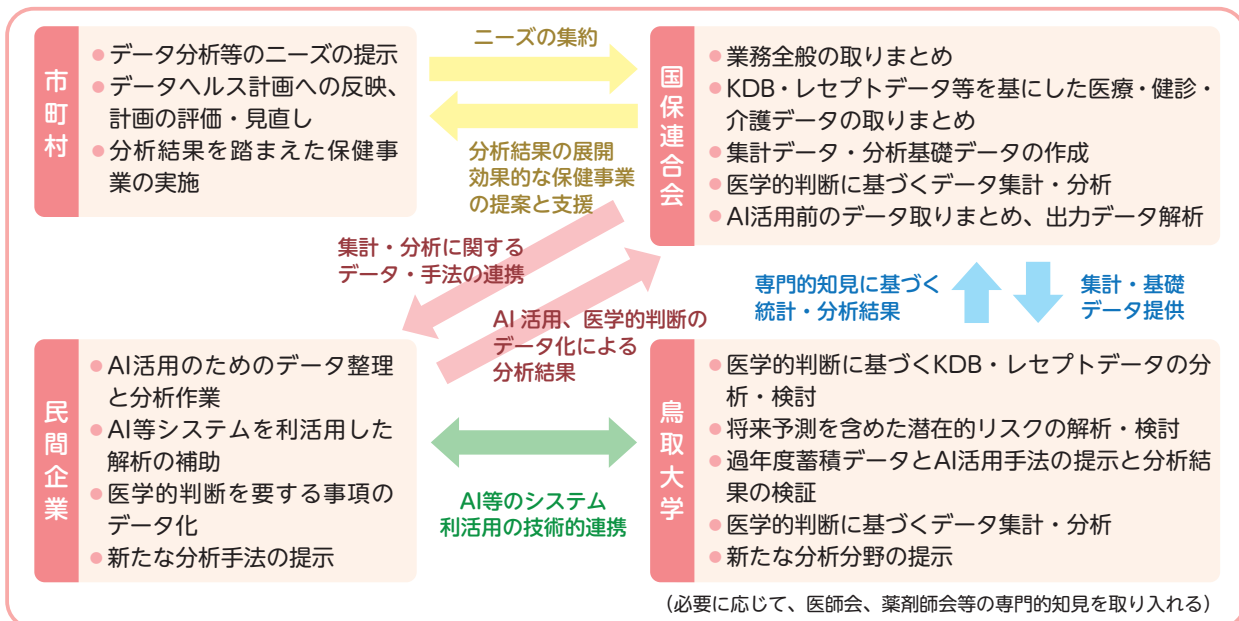 市町村
● データ分析等のニーズの提示
● データヘルス計画への反映、
計画の評価・見直し
● 分析結果を踏まえた保健事
業の実施
ニーズの集約
分析結果の展開
効果的な保健事業
の提案と支援
国保連合会
● 業務全般の取りまとめ
● KDB・レセプトデータ等を基にした医療・健診・
介護データの取りまとめ
● 集計データ・分析基礎データの作成
● 医学的判断に基づくデータ集計・分析
● AI活用前のデータ取りまとめ、出力データ解析
集計・分析に関する
データ・手法の連携
AI 活用、医学的判断の
データ化による
分析結果
専門的知見に基づく
統計・分析結果
集計・基礎
データ提供
民間企業
● AI活用のためのデータ整理
と分析作業
● AI等システムを利活用した
解析の補助
● 医学的判断を要する事項の
データ化
● 新たな分析手法の提示
AI等のシステム
利活用の技術的連携
鳥取大学
● 医学的判断に基づくKDB・レセプトデータの分
析・検討
● 将来予測を含めた潜在的リスクの解析・検討
● 過年度蓄積データとAI活用手法の提示と分析結
果の検証
● 医学的判断に基づくデータ集計・分析
● 新たな分析分野の提示
（必要に応じて、医師会、薬剤師会等の専門的知見を取り入れる）